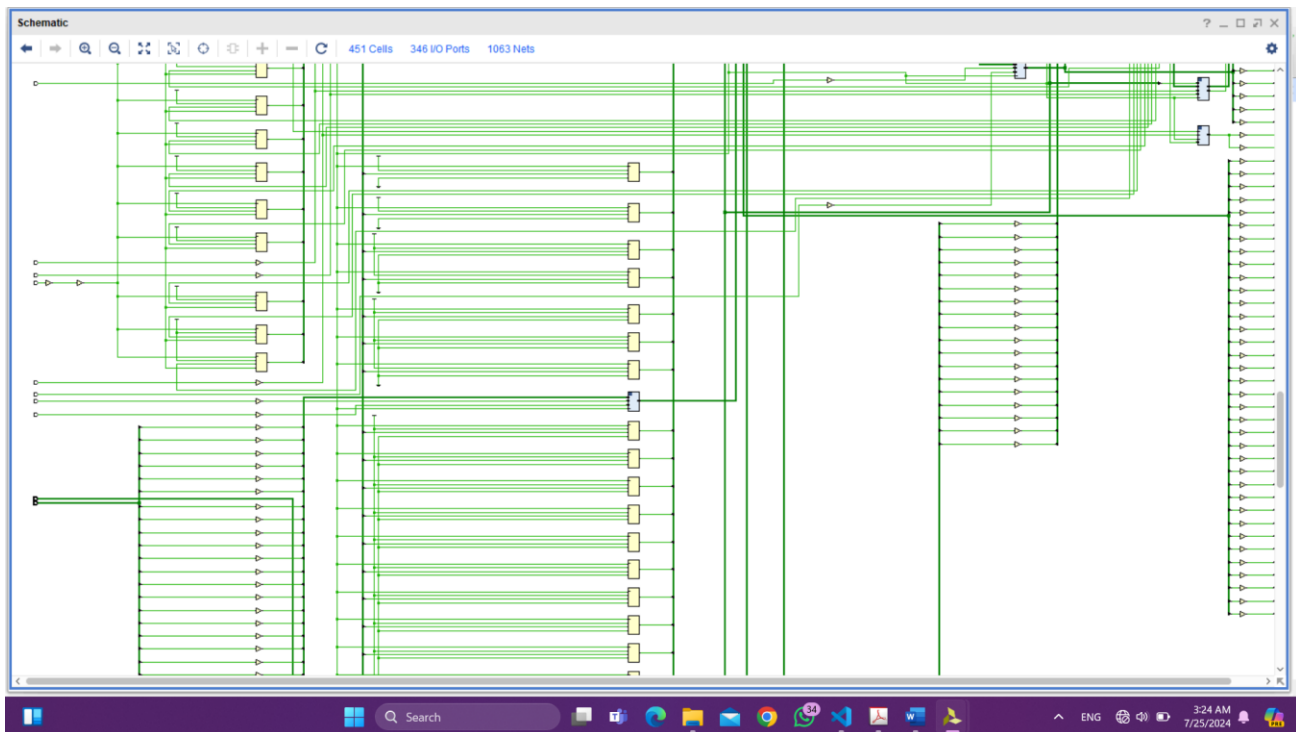 Schematic
451 Cells 346 I/O Ports 1063 Nets
Search
34
ENG
3:24 AM
7/25/2024